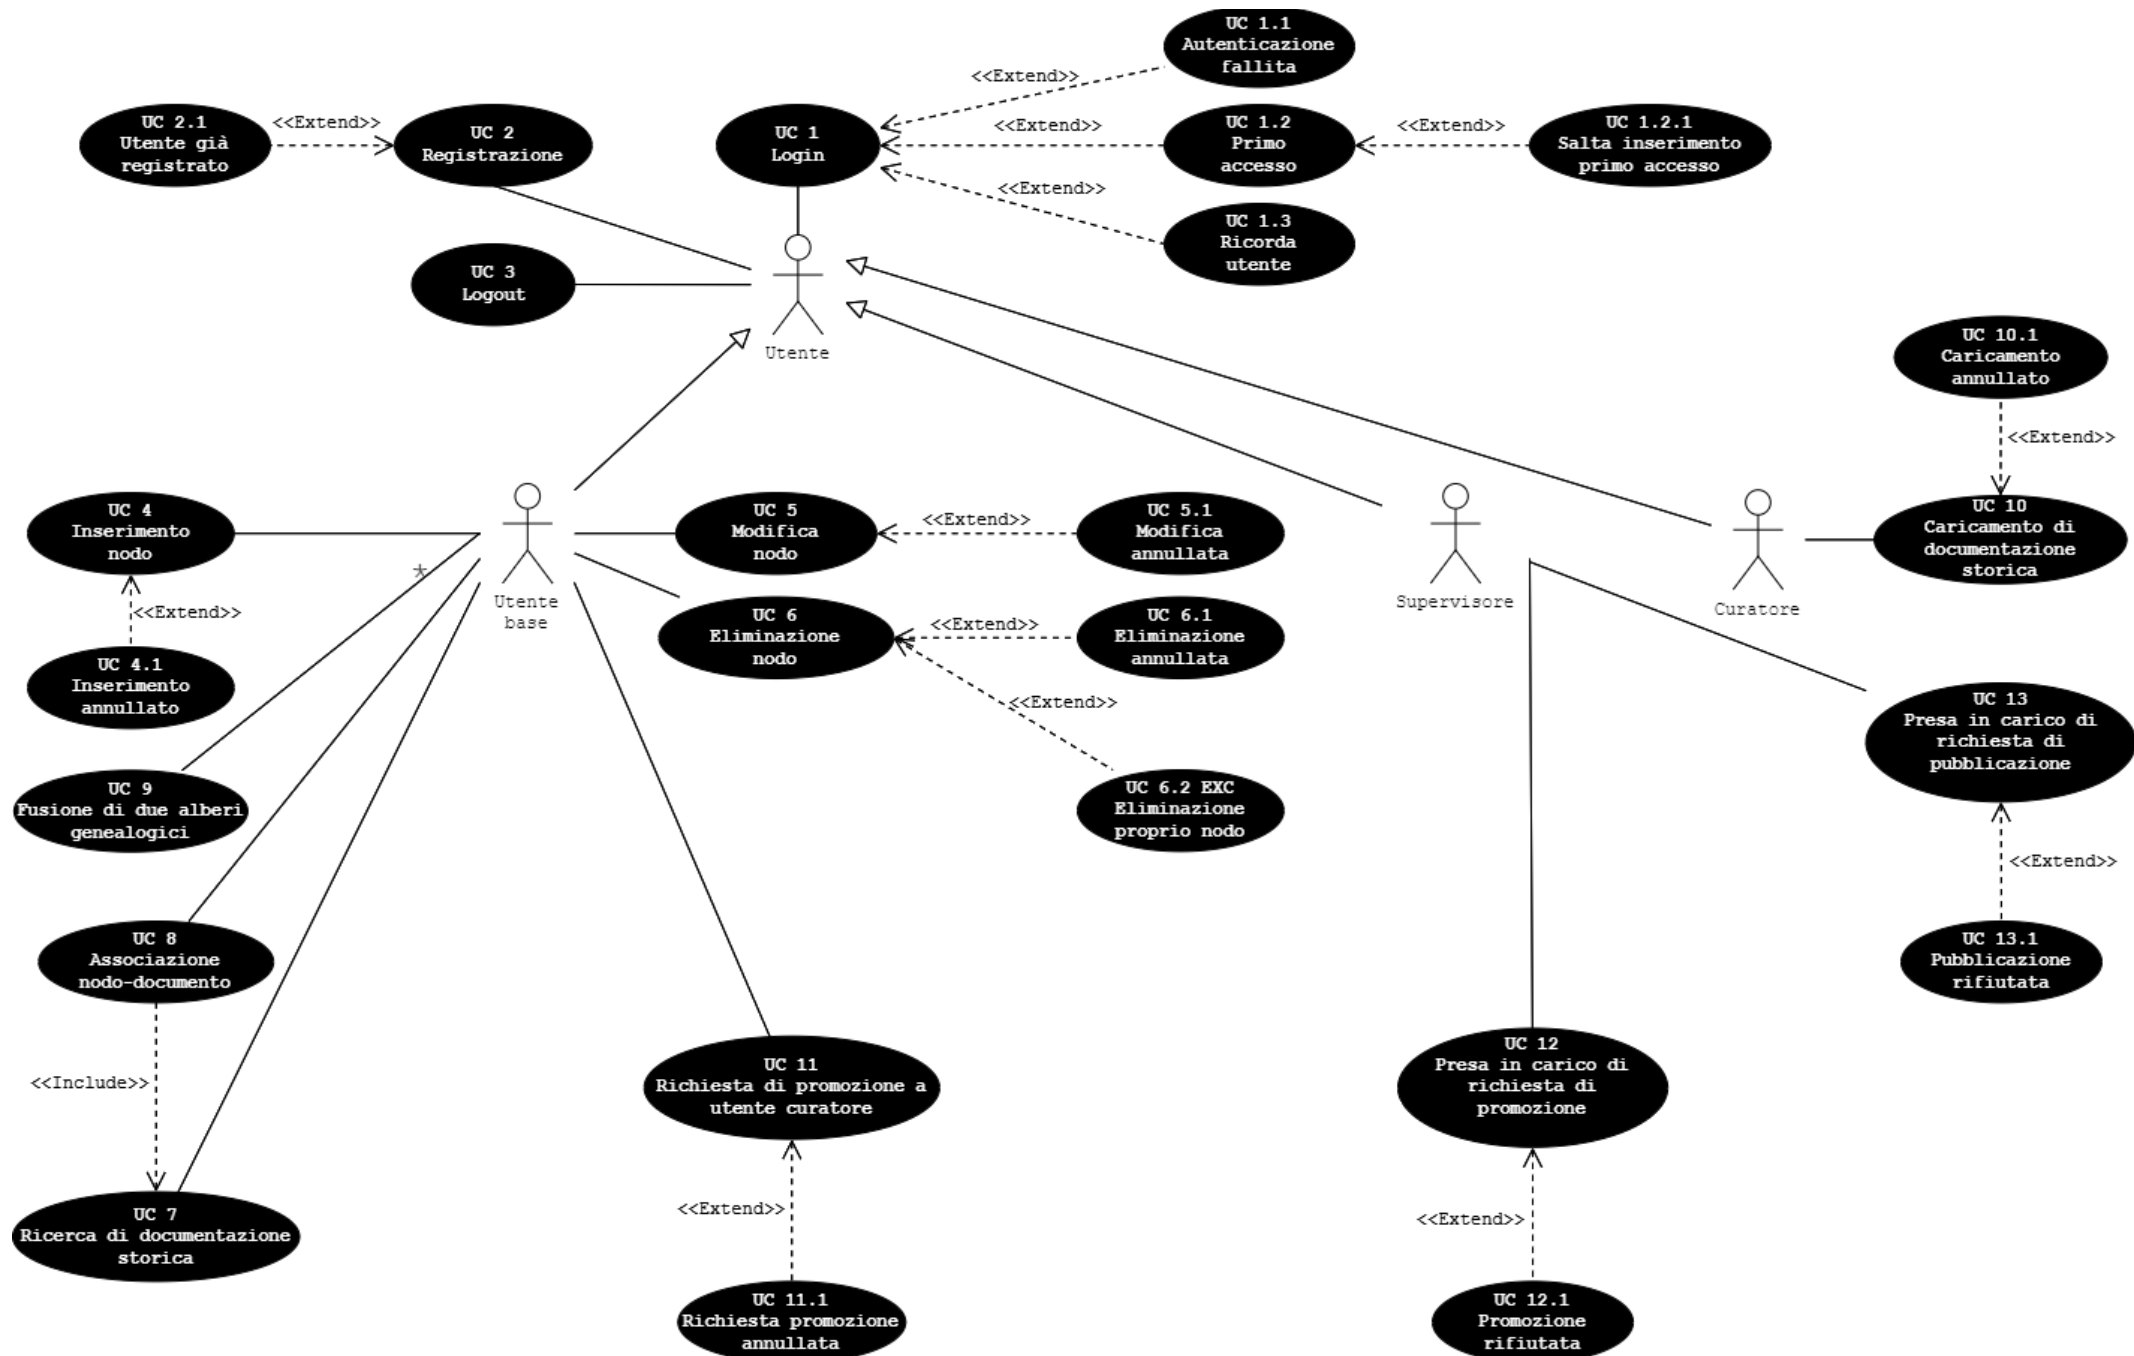 UC 1.1
Autenticazione
fallita
<<Extend>>
UC 2.1
Utente già
registrato
<<Extend>>
UC 2
Registrazione
UC 1
Login
<<Extend>>
UC 1.2
Primo
accesso
<<Extend>>
UC 1.2.1
Salta inserimento
primo accesso
<<Extend>>
UC 1.3
Ricorda
utente
UC 3
Logout
Utente
UC 10.1
Caricamento
annullato
<<Extend>>
UC 4
Inserimento
nodo
*
<<Extend>>
UC 4.1
Inserimento
annullato
Utente
base
UC 5
Modifica
nodo
<<Extend>>
UC 5.1
Modifica
annullata
UC 6
Eliminazione
nodo
<<Extend>>
UC 6.1
Eliminazione
annullata
<<Extend>>
UC 6.2 EXC
Eliminazione
proprio nodo
Supervisore
Curatore
UC 10
Caricamento di
documentazione
storica
UC 13
Presa in carico di
richiesta di
pubblicazione
<<Extend>>
UC 13.1
Pubblicazione
rifiutata
UC 9
Fusione di due alberi
genealogici
UC 8
Associazione
nodo-documento
<<Include>>
UC 7
Ricerca di documentazione
storica
UC 11
Richiesta di promozione a
utente curatore
<<Extend>>
UC 11.1
Richiesta promozione
annullata
UC 12
Presa in carico di
richiesta di
promozione
<<Extend>>
UC 12.1
Promozione
rifiutata